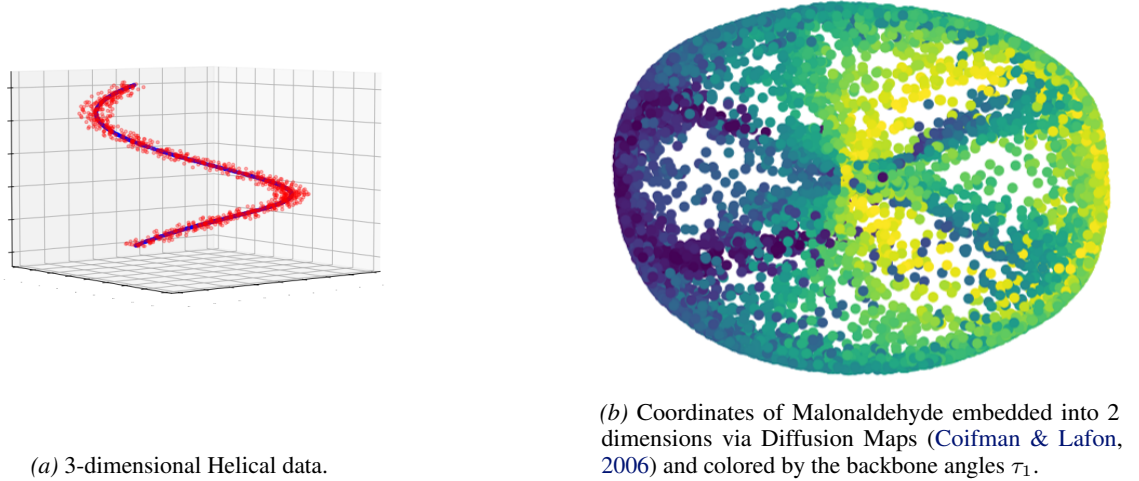 (a) 3-dimensional Helical data.
(b) Coordinates of Malonaldehyde embedded into 2
dimensions via Diffusion Maps (Coifman & Lafon,
2006) and colored by the backbone angles τ₁.